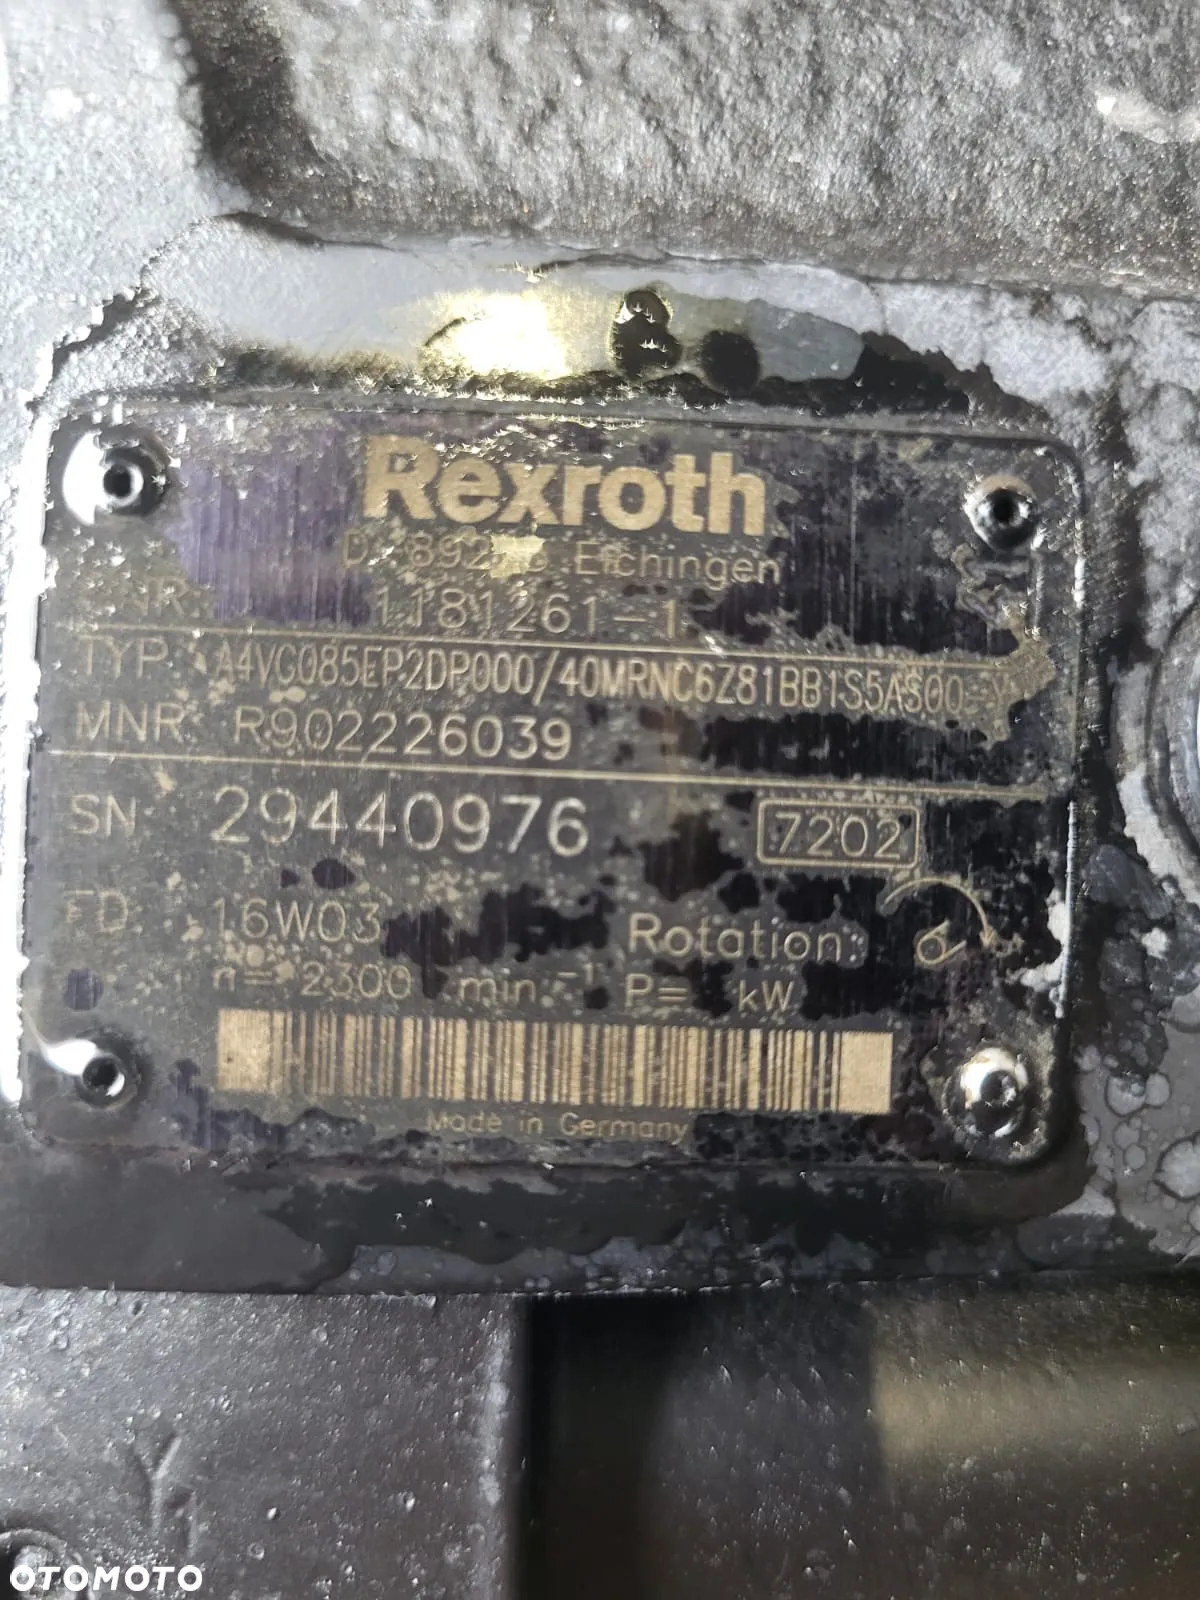 Rexroth
Elchingen
1181261-1
TYP: A4VG085EP2DP000/40MRNC6Z81BB1S5AS00-Y
MNR: R902226039
SN: 29440976 7202
FD: 16W03 Rotation:
n= 2300 min⁻¹ P= kW
Made in Germany
OTOMOTO